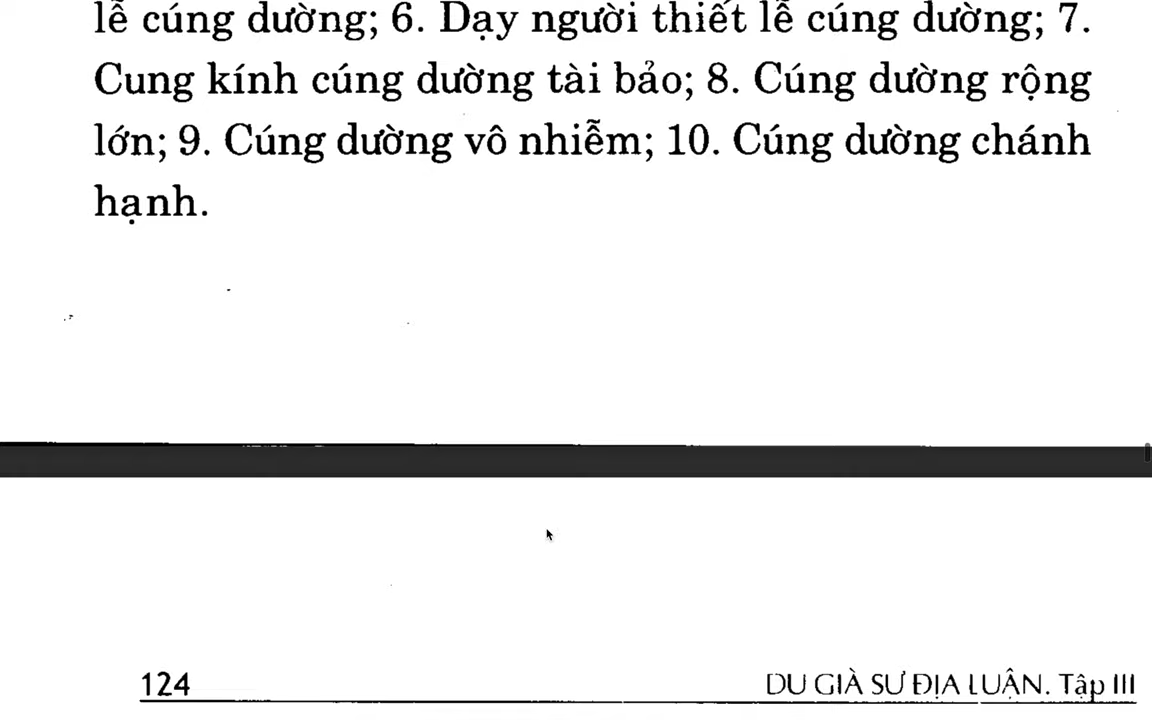 lễ cúng dường; 6. Dạy người thiết lễ cúng dường; 7.
Cung kính cúng dường tài bảo; 8. Cúng dường rộng
lớn; 9. Cúng dường vô nhiễm; 10. Cúng dường chánh
hạnh.
124 DU GIÀ SƯ ĐỊA LUẬN. Tập III